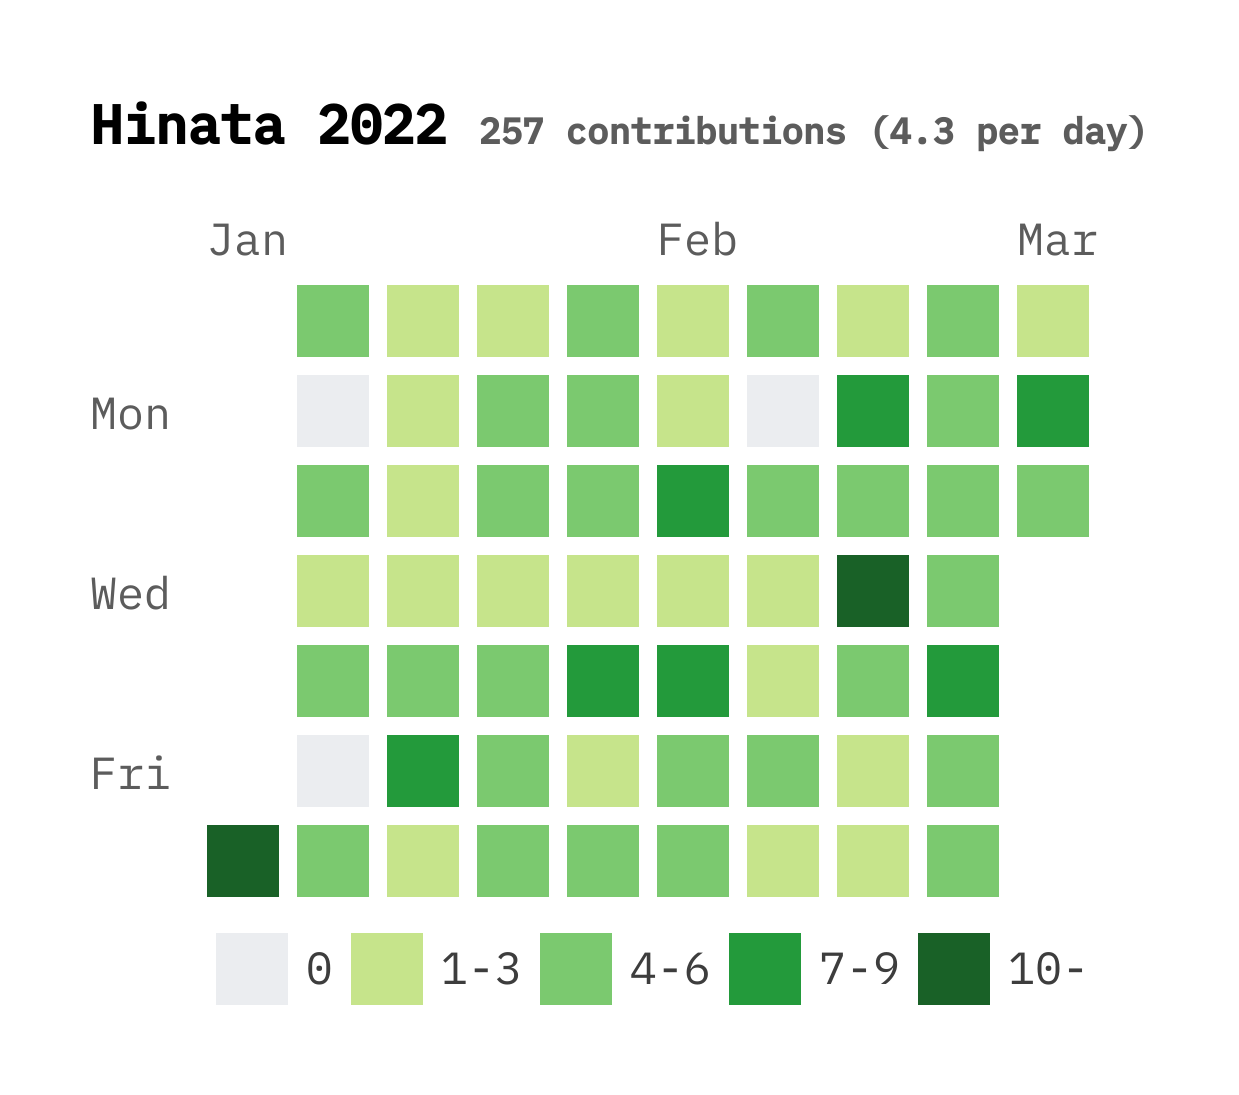 Hinata 2022 257 contributions (4.3 per day)
Jan Feb Mar
Mon
Wed
Fri
0 1-3 4-6 7-9 10-